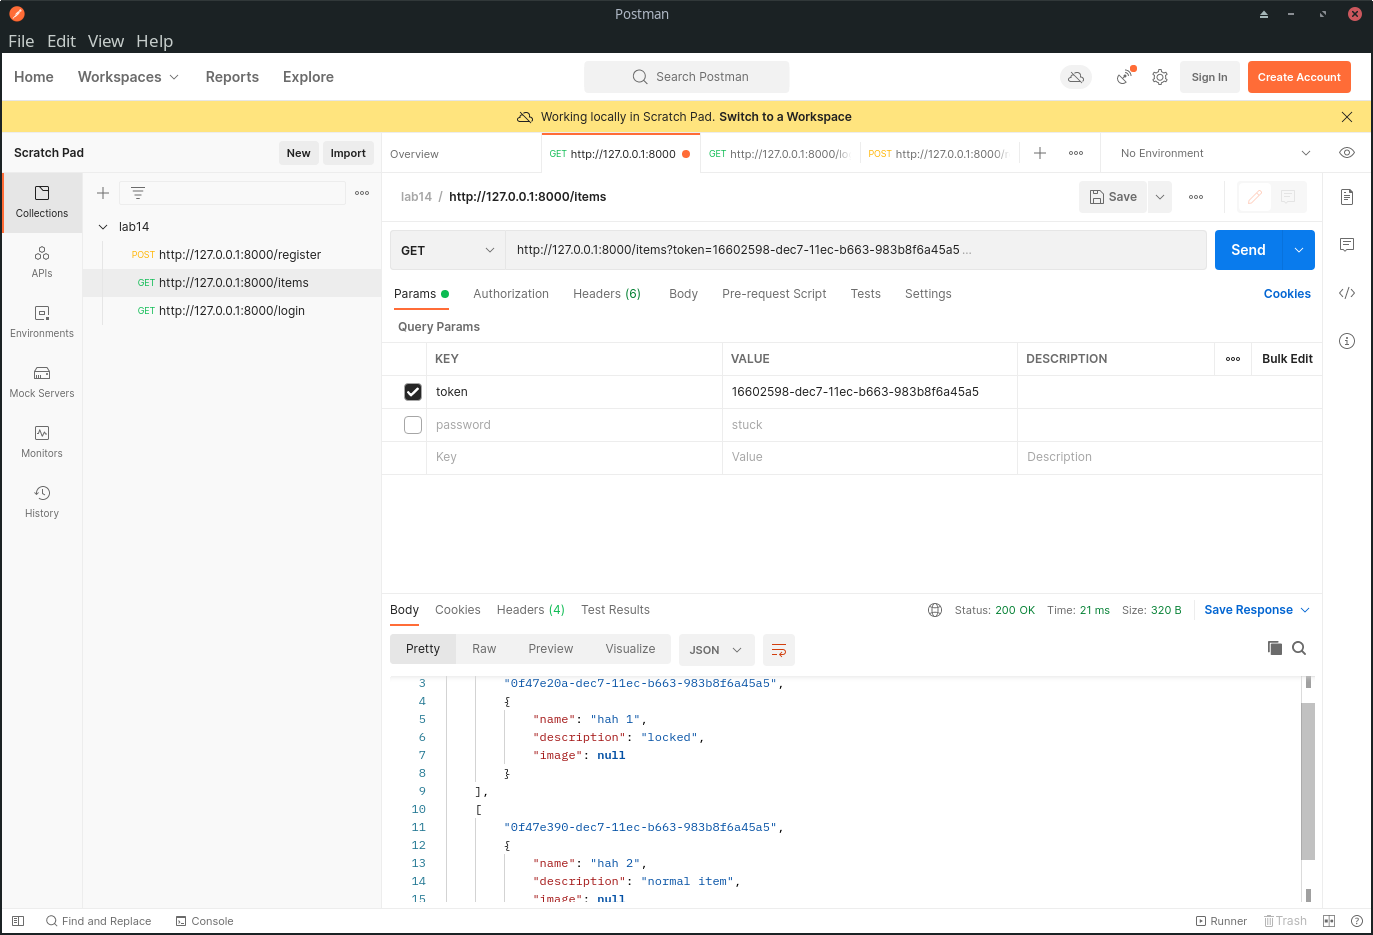 Postman
File Edit View Help
Home Workspaces Reports Explore Search Postman Sign In Create Account
Working locally in Scratch Pad. Switch to a Workspace
Scratch Pad New Import Overview GET http://127.0.0.1:8000 GET http://127.0.0.1:8000/lo POST http://127.0.0.1:8000/ No Environment
Collections
lab14 / http://127.0.0.1:8000/items Save
lab14
POST http://127.0.0.1:8000/register
GET http://127.0.0.1:8000/items
GET http://127.0.0.1:8000/login
APIs
Environments
Mock Servers
Monitors
History
GET http://127.0.0.1:8000/items?token=16602598-dec7-11ec-b663-983b8f6a45a5 ... Send
Params Authorization Headers (6) Body Pre-request Script Tests Settings Cookies
Query Params
KEY VALUE DESCRIPTION Bulk Edit
token 16602598-dec7-11ec-b663-983b8f6a45a5
password stuck
Key Value Description
Body Cookies Headers (4) Test Results Status: 200 OK Time: 21 ms Size: 320 B Save Response
Pretty Raw Preview Visualize JSON
3 "0f47e20a-dec7-11ec-b663-983b8f6a45a5",
4 {
5 "name": "hah 1",
6 "description": "locked",
7 "image": null
8 }
9 ],
10 [
11 "0f47e390-dec7-11ec-b663-983b8f6a45a5",
12 {
13 "name": "hah 2",
14 "description": "normal item",
15 "image": null
Find and Replace Console Runner Trash